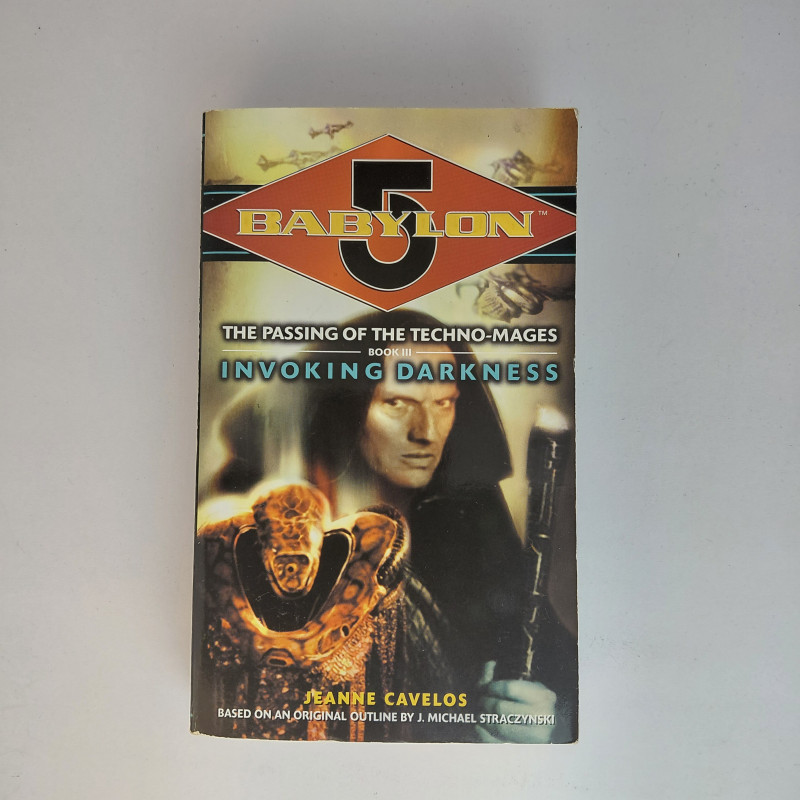 5
BABYLON™
THE PASSING OF THE TECHNO-MAGES
BOOK III
INVOKING DARKNESS
JEANNE CAVELOS
BASED ON AN ORIGINAL OUTLINE BY J. MICHAEL STRACZYNSKI